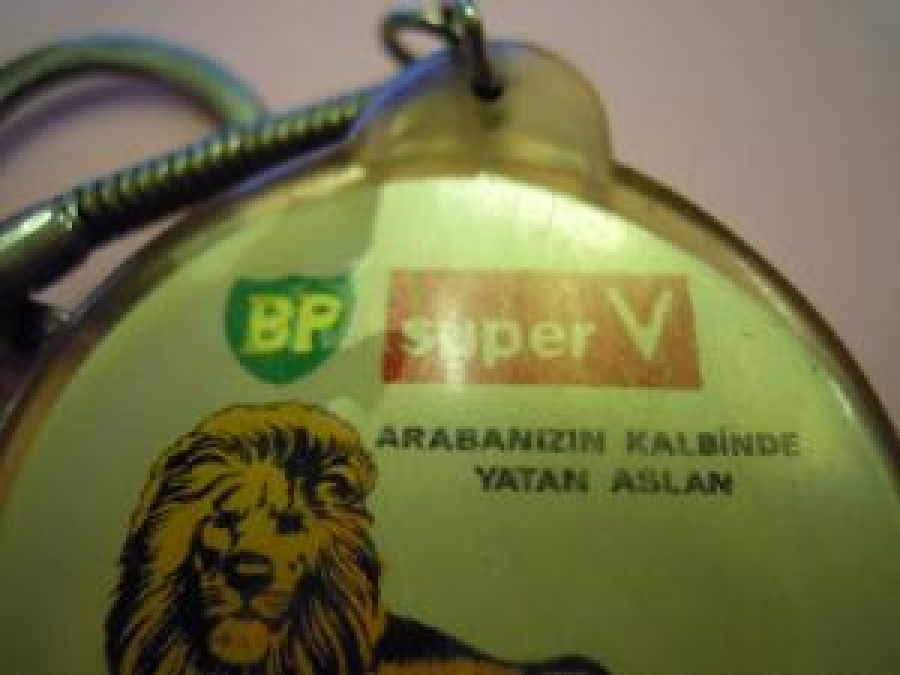 BP
super V
ARABANIZIN KALBİNDE
YATAN ASLAN